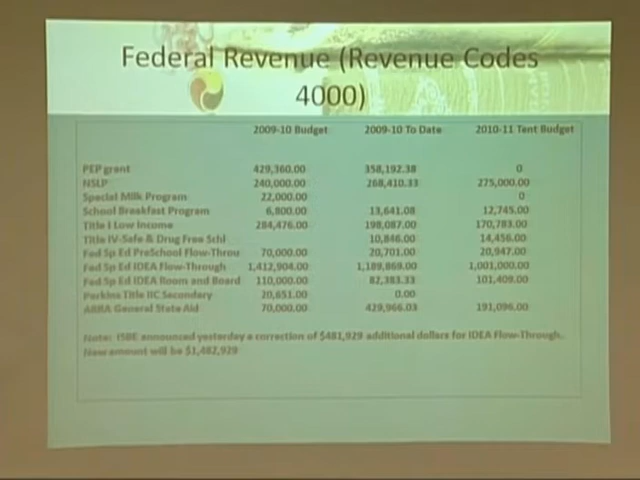 Federal Revenue (Revenue Codes
4000)
2009-10 Budget 2009-10 To Date 2010-11 Tent Budget
PEP grant 429,360.00 358,192.38 0
NSLP 240,000.00 268,410.33 275,000.00
Special Milk Program 22,000.00 0
School Breakfast Program 6,800.00 13,641.08 12,745.00
Title I Low Income 284,476.00 198,087.00 170,783.00
Title IV-Safe & Drug Free Schl 10,846.00 14,456.00
Fed Sp Ed PreSchool Flow-Throu 70,000.00 20,701.00 20,947.00
Fed Sp Ed IDEA Flow-Through 1,412,904.00 1,189,869.00 1,001,000.00
Fed Sp Ed IDEA Room and Board 110,000.00 82,383.33 101,409.00
Perkins Title IIC Secondary 20,651.00 0.00
ARRA General State Aid 70,000.00 429,966.03 191,096.00
Note: ISBE announced yesterday a correction of $481,929 additional dollars for IDEA Flow-Through.
New amount will be $1,482,929